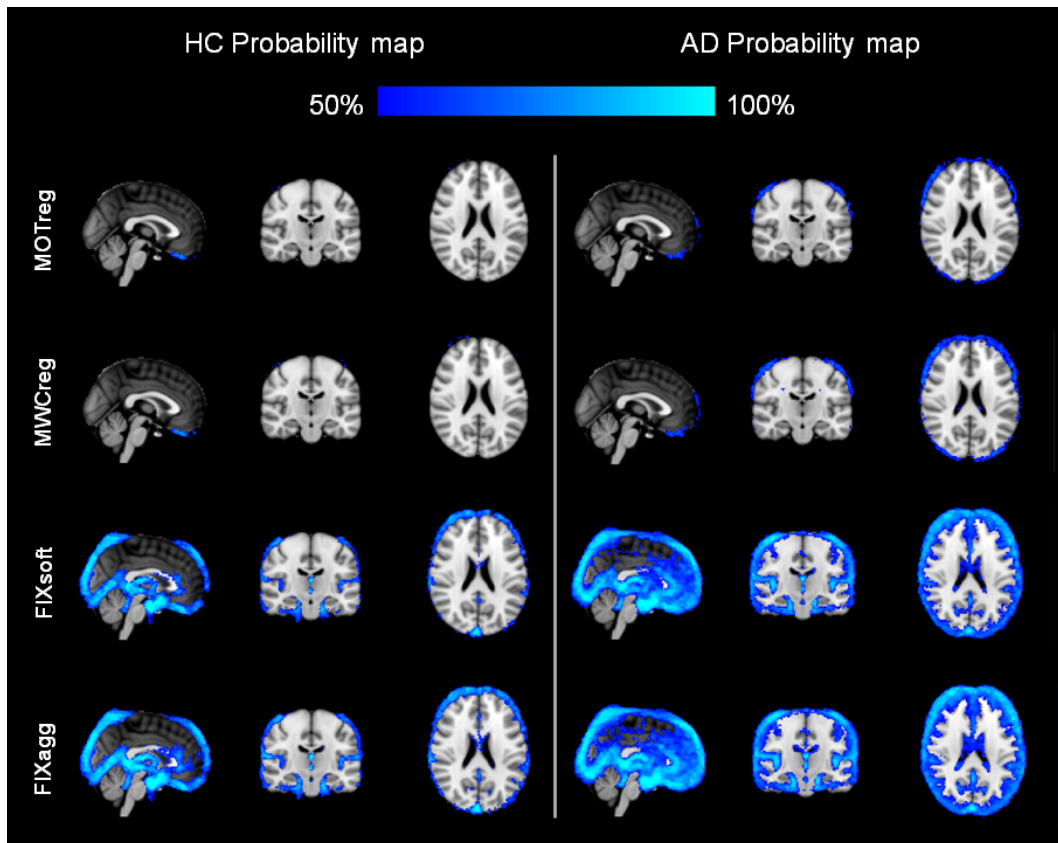 HC Probability map
AD Probability map
50%
100%
MOTreg
MWCreg
FIXsoft
FIXagg